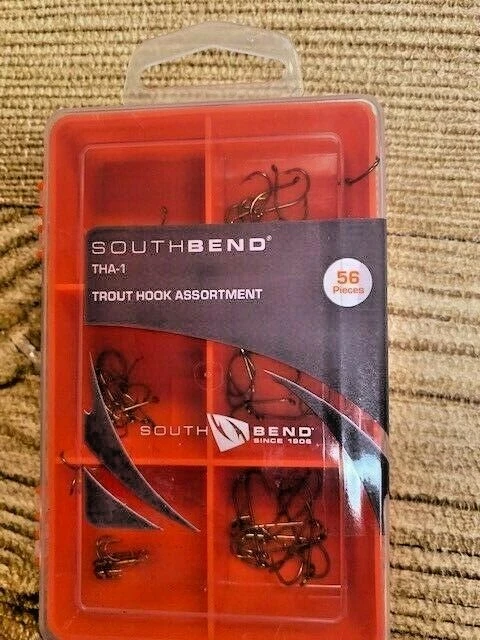 SOUTHBEND®
THA-1
TROUT HOOK ASSORTMENT
56
Pieces
SOUTH BEND®
SINCE 1906